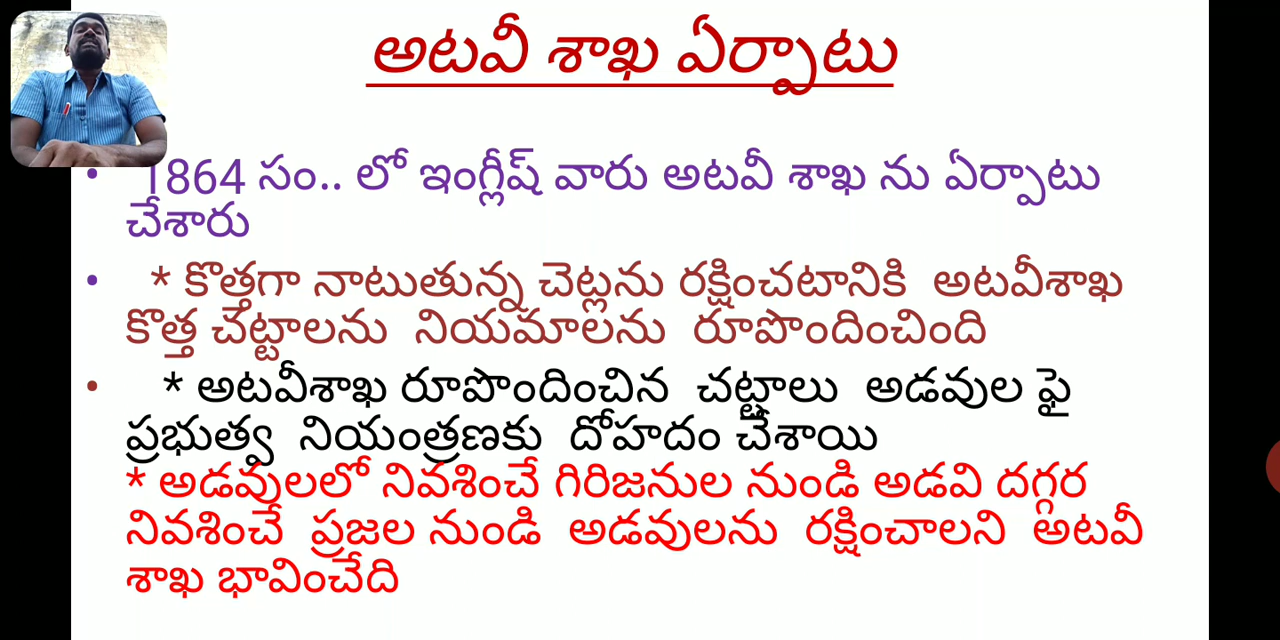 అటవీ శాఖ ఏర్పాటు
• 1864 సం.. లో ఇంగ్లీష్ వారు అటవీ శాఖ ను ఏర్పాటు
చేశారు
• * కొత్తగా నాటుతున్న చెట్లను రక్షించటానికి అటవీశాఖ
కొత్త చట్టాలను నియమాలను రూపొందించింది
• * అటవీశాఖ రూపొందించిన చట్టాలు అడవుల ఫై
ప్రభుత్వ నియంత్రణకు దోహదం చేశాయి
* అడవులలో నివశించే గిరిజనుల నుండి అడవి దగ్గర
నివశించే ప్రజల నుండి అడవులను రక్షించాలని అటవీ
శాఖ భావించేది